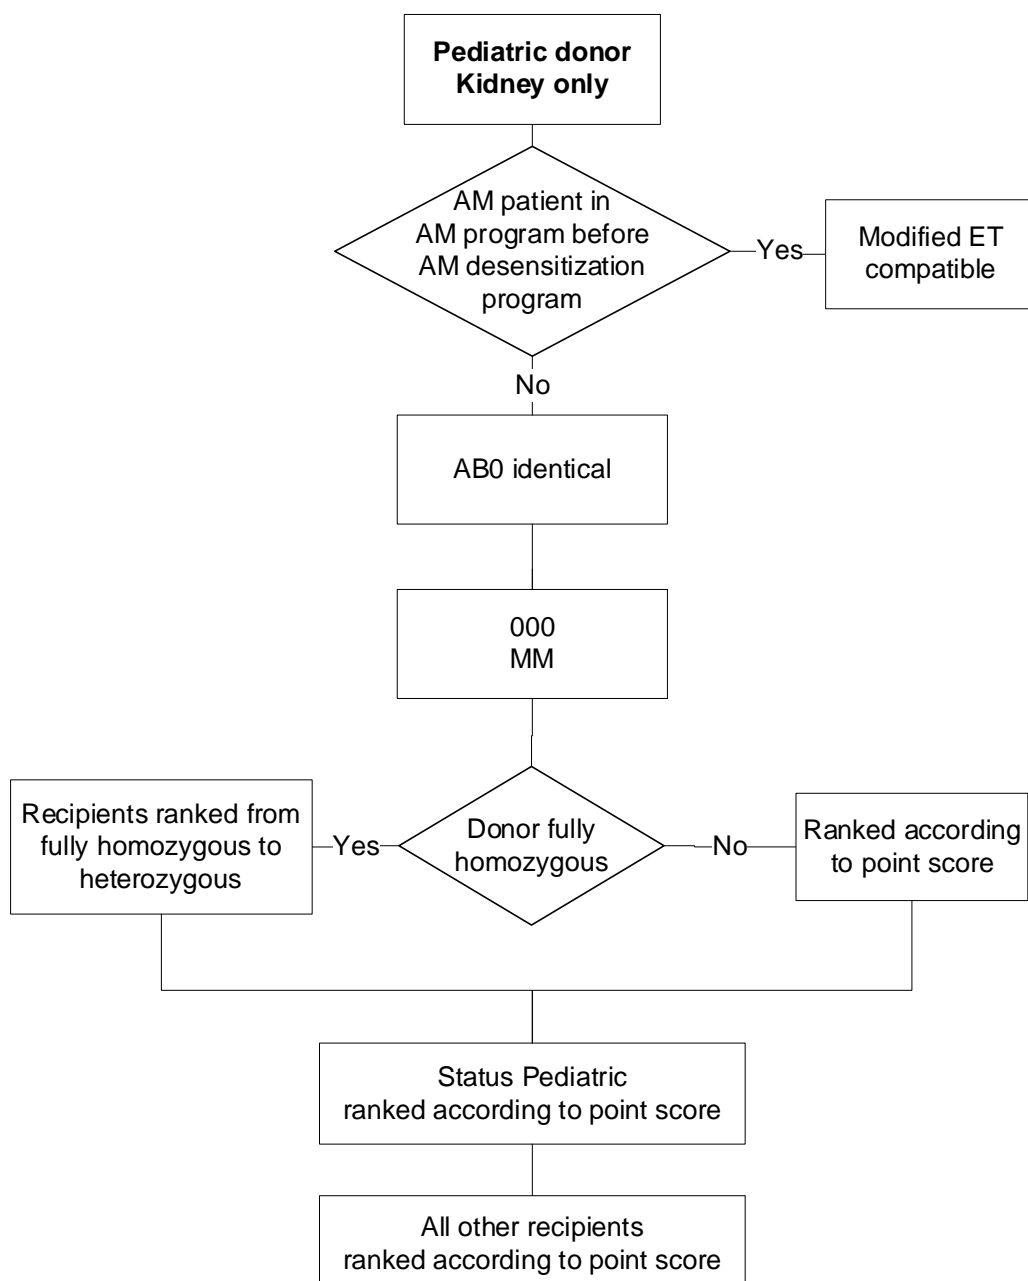 Pediatric donor
Kidney only
AM patient in
AM program before
AM desensitization
program
Yes
Modified ET
compatible
No
AB0 identical
000
MM
Recipients ranked from
fully homozygous to
heterozygous
Yes
Donor fully
homozygous
No
Ranked according
to point score
Status Pediatric
ranked according to point score
All other recipients
ranked according to point score